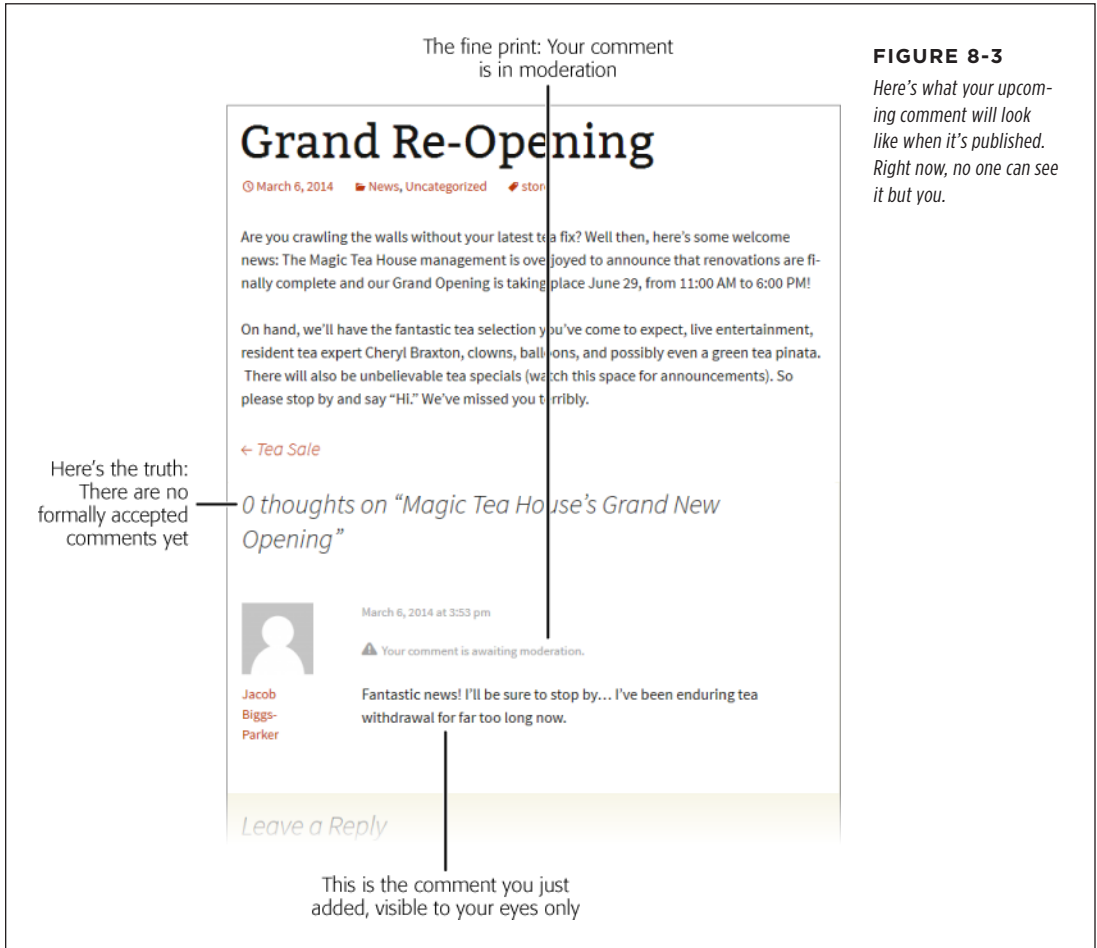 The fine print: Your comment
is in moderation
FIGURE 8-3
Here's what your upcom-
ing comment will look
like when it's published.
Right now, no one can see
it but you.
Grand Re-Opening
March 6, 2014 News, Uncategorized stor
Are you crawling the walls without your latest tea fix? Well then, here's some welcome
news: The Magic Tea House management is overjoyed to announce that renovations are fi-
nally complete and our Grand Opening is taking place June 29, from 11:00 AM to 6:00 PM!
On hand, we'll have the fantastic tea selection you've come to expect, live entertainment,
resident tea expert Cheryl Braxton, clowns, balloons, and possibly even a green tea pinata.
There will also be unbelievable tea specials (watch this space for announcements). So
please stop by and say “Hi.” We've missed you terribly.
← Tea Sale
Here's the truth:
There are no
formally accepted
comments yet
0 thoughts on “Magic Tea House's Grand New
Opening”
March 6, 2014 at 3:53 pm
Your comment is awaiting moderation.
Jacob
Biggs-
Parker
Fantastic news! I'll be sure to stop by... I've been enduring tea
withdrawal for far too long now.
Leave a Reply
This is the comment you just
added, visible to your eyes only